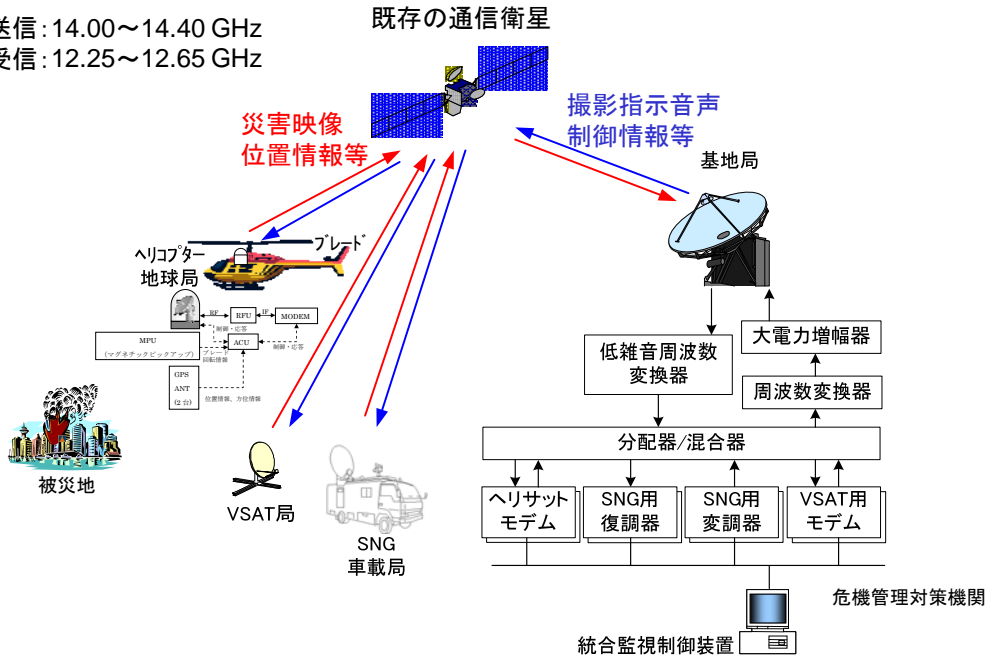 送信:14.00~14.40 GHz
受信:12.25~12.65 GHz
既存の通信衛星
災害映像
位置情報等
撮影指示音声
制御情報等
基地局
ヘリコプター
地球局
ブレード
RF
RFU
IF
MODEM
制御・応答
ACU
制御・応答
MPU
(マグネチックピックアップ)
ブレード
回転情報
GPS
ANT
(2 台)
位置情報、方位情報
被災地
VSAT局
SNG
車載局
低雑音周波数
変換器
大電力増幅器
周波数変換器
分配器/混合器
ヘリサット
モデム
SNG用
復調器
SNG用
変調器
VSAT用
モデム
危機管理対策機関
統合監視制御装置